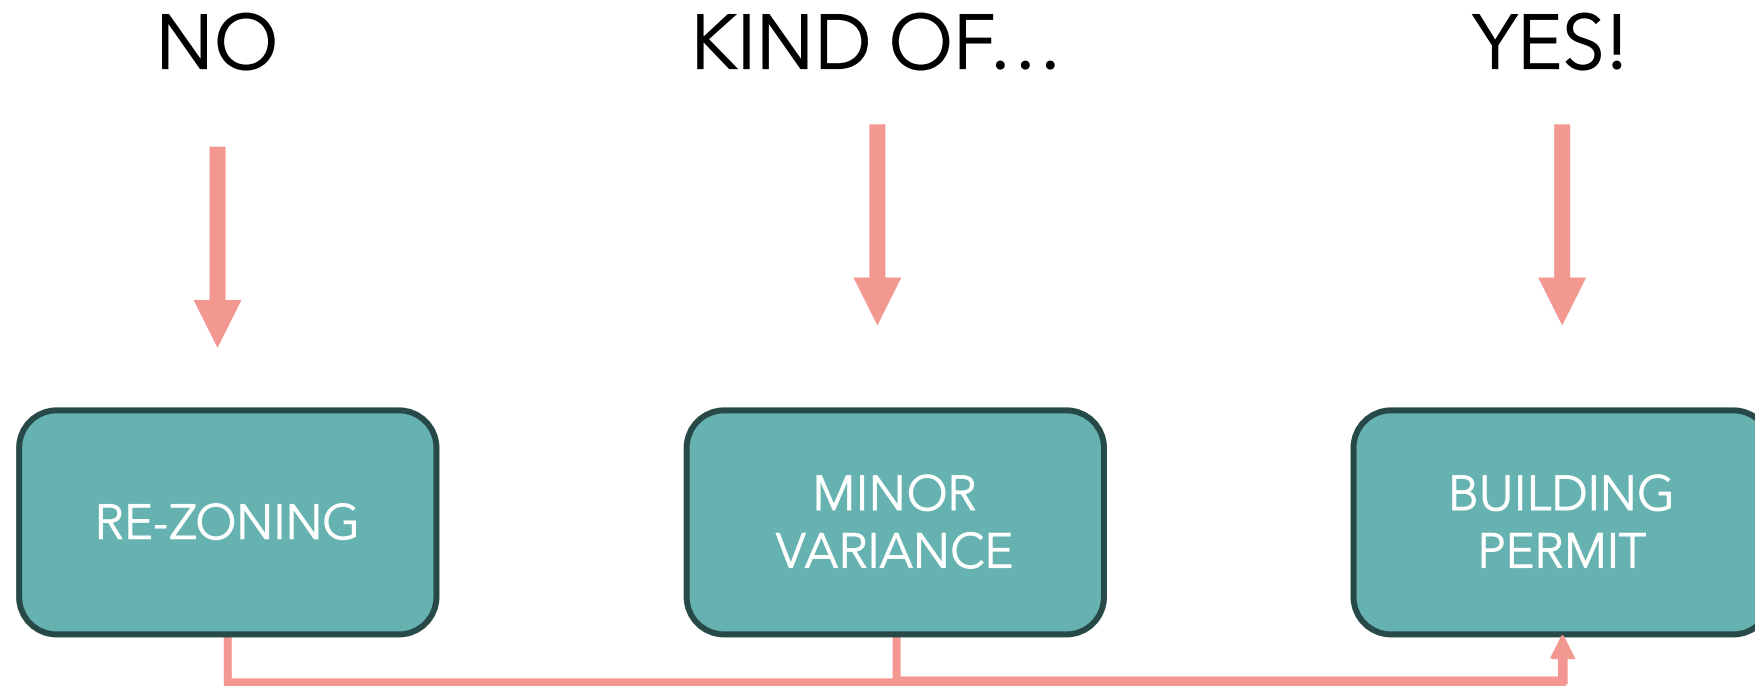 NO
KIND OF...
YES!
RE-ZONING
MINOR
VARIANCE
BUILDING
PERMIT